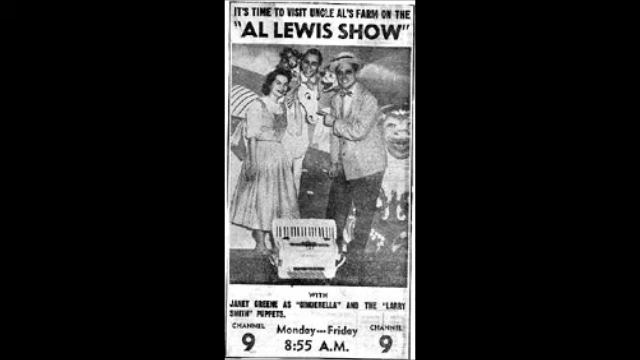 IT'S TIME TO VISIT UNCLE AL'S FARM ON THE
"AL LEWIS SHOW"
WITH
JANET GREENE AS "CINDERELLA" AND THE "LARRY
SMITH" PUPPETS.
CHANNEL 9
Monday---Friday
8:55 A.M.
CHANNEL 9